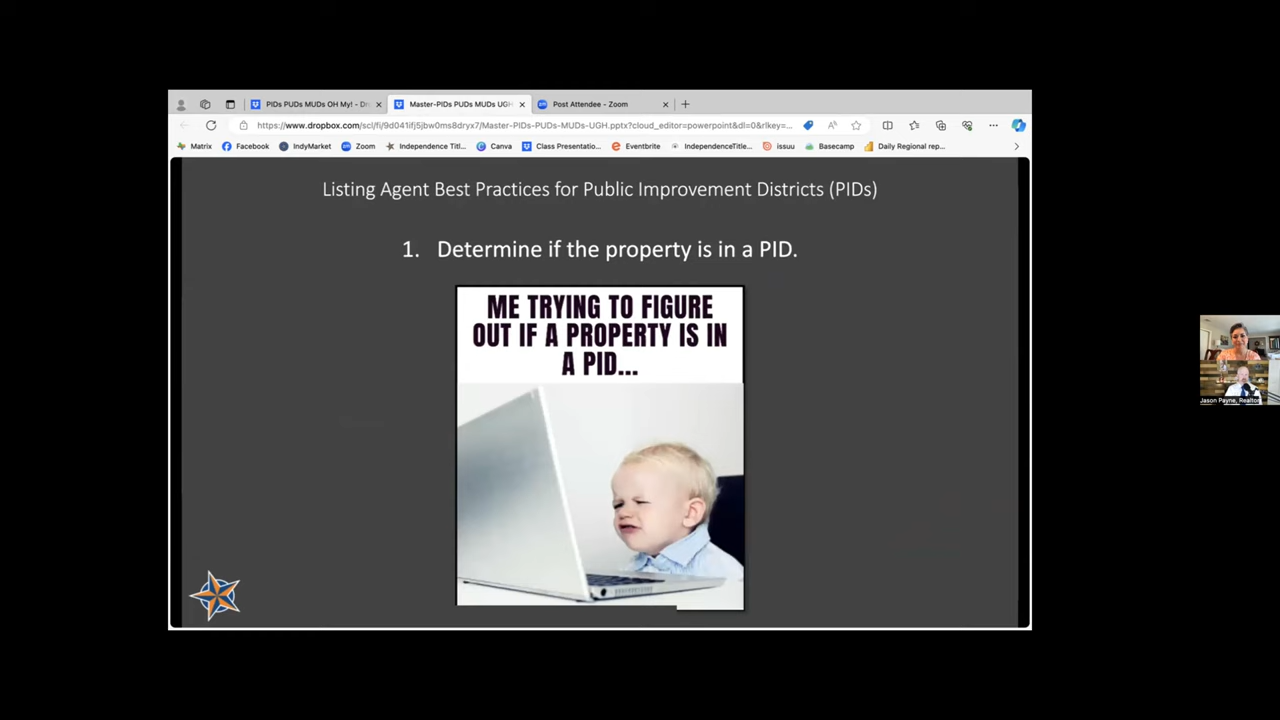 PIDs PUDs MUDs OH My! - Dr
Master-PIDs PUDs MUDs UGH
Post Attendee - Zoom
https://www.dropbox.com/scl/fi/9d041ifj5jbw0ms8dryx7/Master-PIDs-PUDs-MUDs-UGH.pptx?cloud_editor=powerpoint&dl=0&rlkey=...
Matrix
Facebook
IndyMarket
Zoom
Independence Titl...
Canva
Class Presentatio...
Eventbrite
IndependenceTitle...
issuu
Basecamp
Daily Regional rep...
Listing Agent Best Practices for Public Improvement Districts (PIDs)
1. Determine if the property is in a PID.
ME TRYING TO FIGURE
OUT IF A PROPERTY IS IN
A PID...
Jason Payne, Realtor